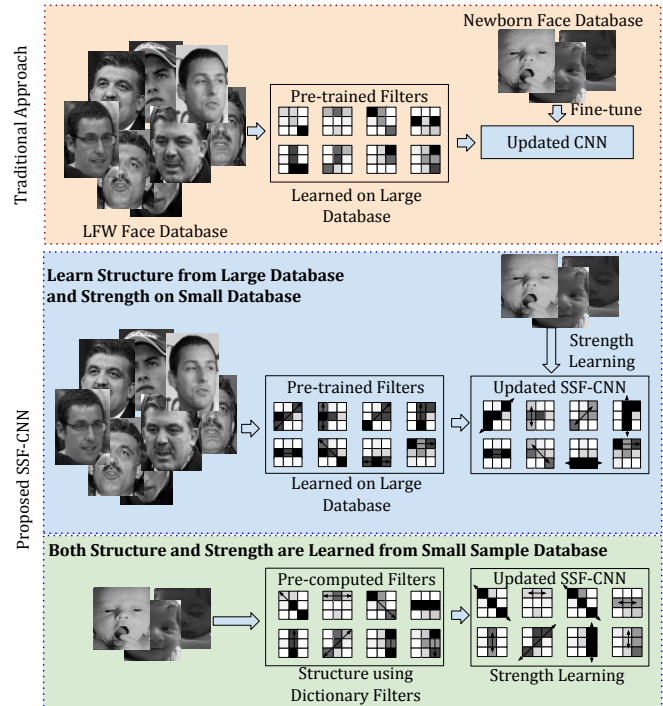 Traditional Approach
Newborn Face Database
Pre-trained Filters
Fine-tune
Updated CNN
Learned on Large
Database
LFW Face Database
Proposed SSF-CNN
Learn Structure from Large Database
and Strength on Small Database
Strength
Learning
Pre-trained Filters
Updated SSF-CNN
Learned on Large
Database
Both Structure and Strength are Learned from Small Sample Database
Pre-computed Filters
Updated SSF-CNN
Structure using
Dictionary Filters
Strength Learning